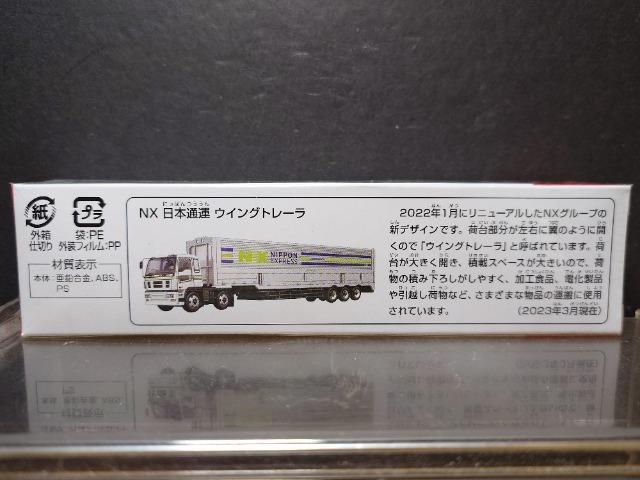 紙
プラ
外箱
仕切り
袋:PE
外装フィルム:PP
材質表示
本体:亜鉛合金、ABS、
PS
にっぽんつううん
NX 日本通運 ウイングトレーラ
NX NIPPON
EXPRESS
2022年1月にリニューアルしたNXグループの
新デザインです。荷台部分が左右に翼のように開
くので「ウイングトレーラ」と呼ばれています。荷
台が大きく開き、積載スペースが大きいので、荷
物の積み下ろしがしやすく、加工食品、電化製品
や引越し荷物など、さまざまな物品の運搬に使用
されています。
(2023年3月現在)